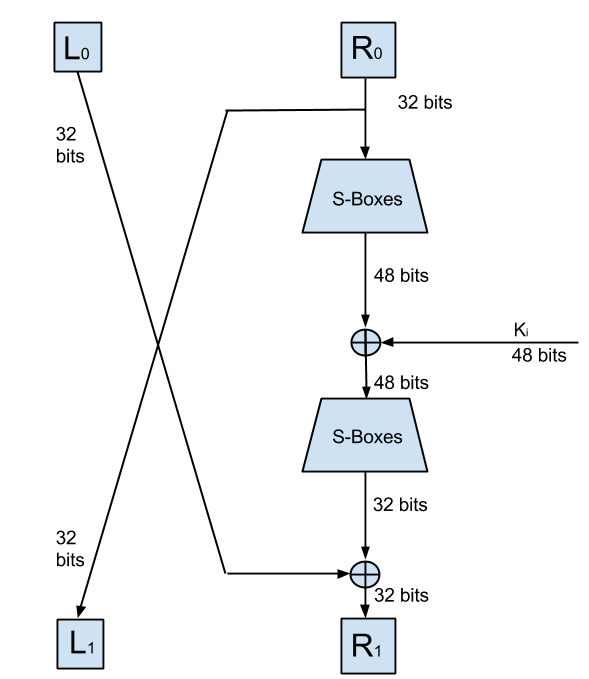 L0
R0
32 bits
32
bits
S-Boxes
48 bits
Ki
48 bits
48 bits
S-Boxes
32 bits
32
bits
32 bits
L1
R1